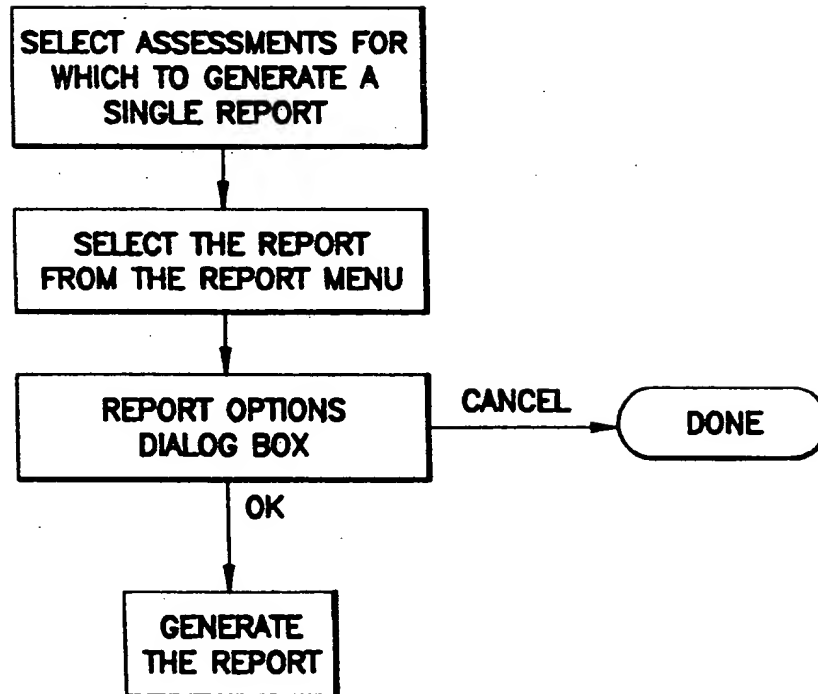 SELECT ASSESSMENTS FOR
WHICH TO GENERATE A
SINGLE REPORT
SELECT THE REPORT
FROM THE REPORT MENU
REPORT OPTIONS
DIALOG BOX
CANCEL
DONE
OK
GENERATE
THE REPORT